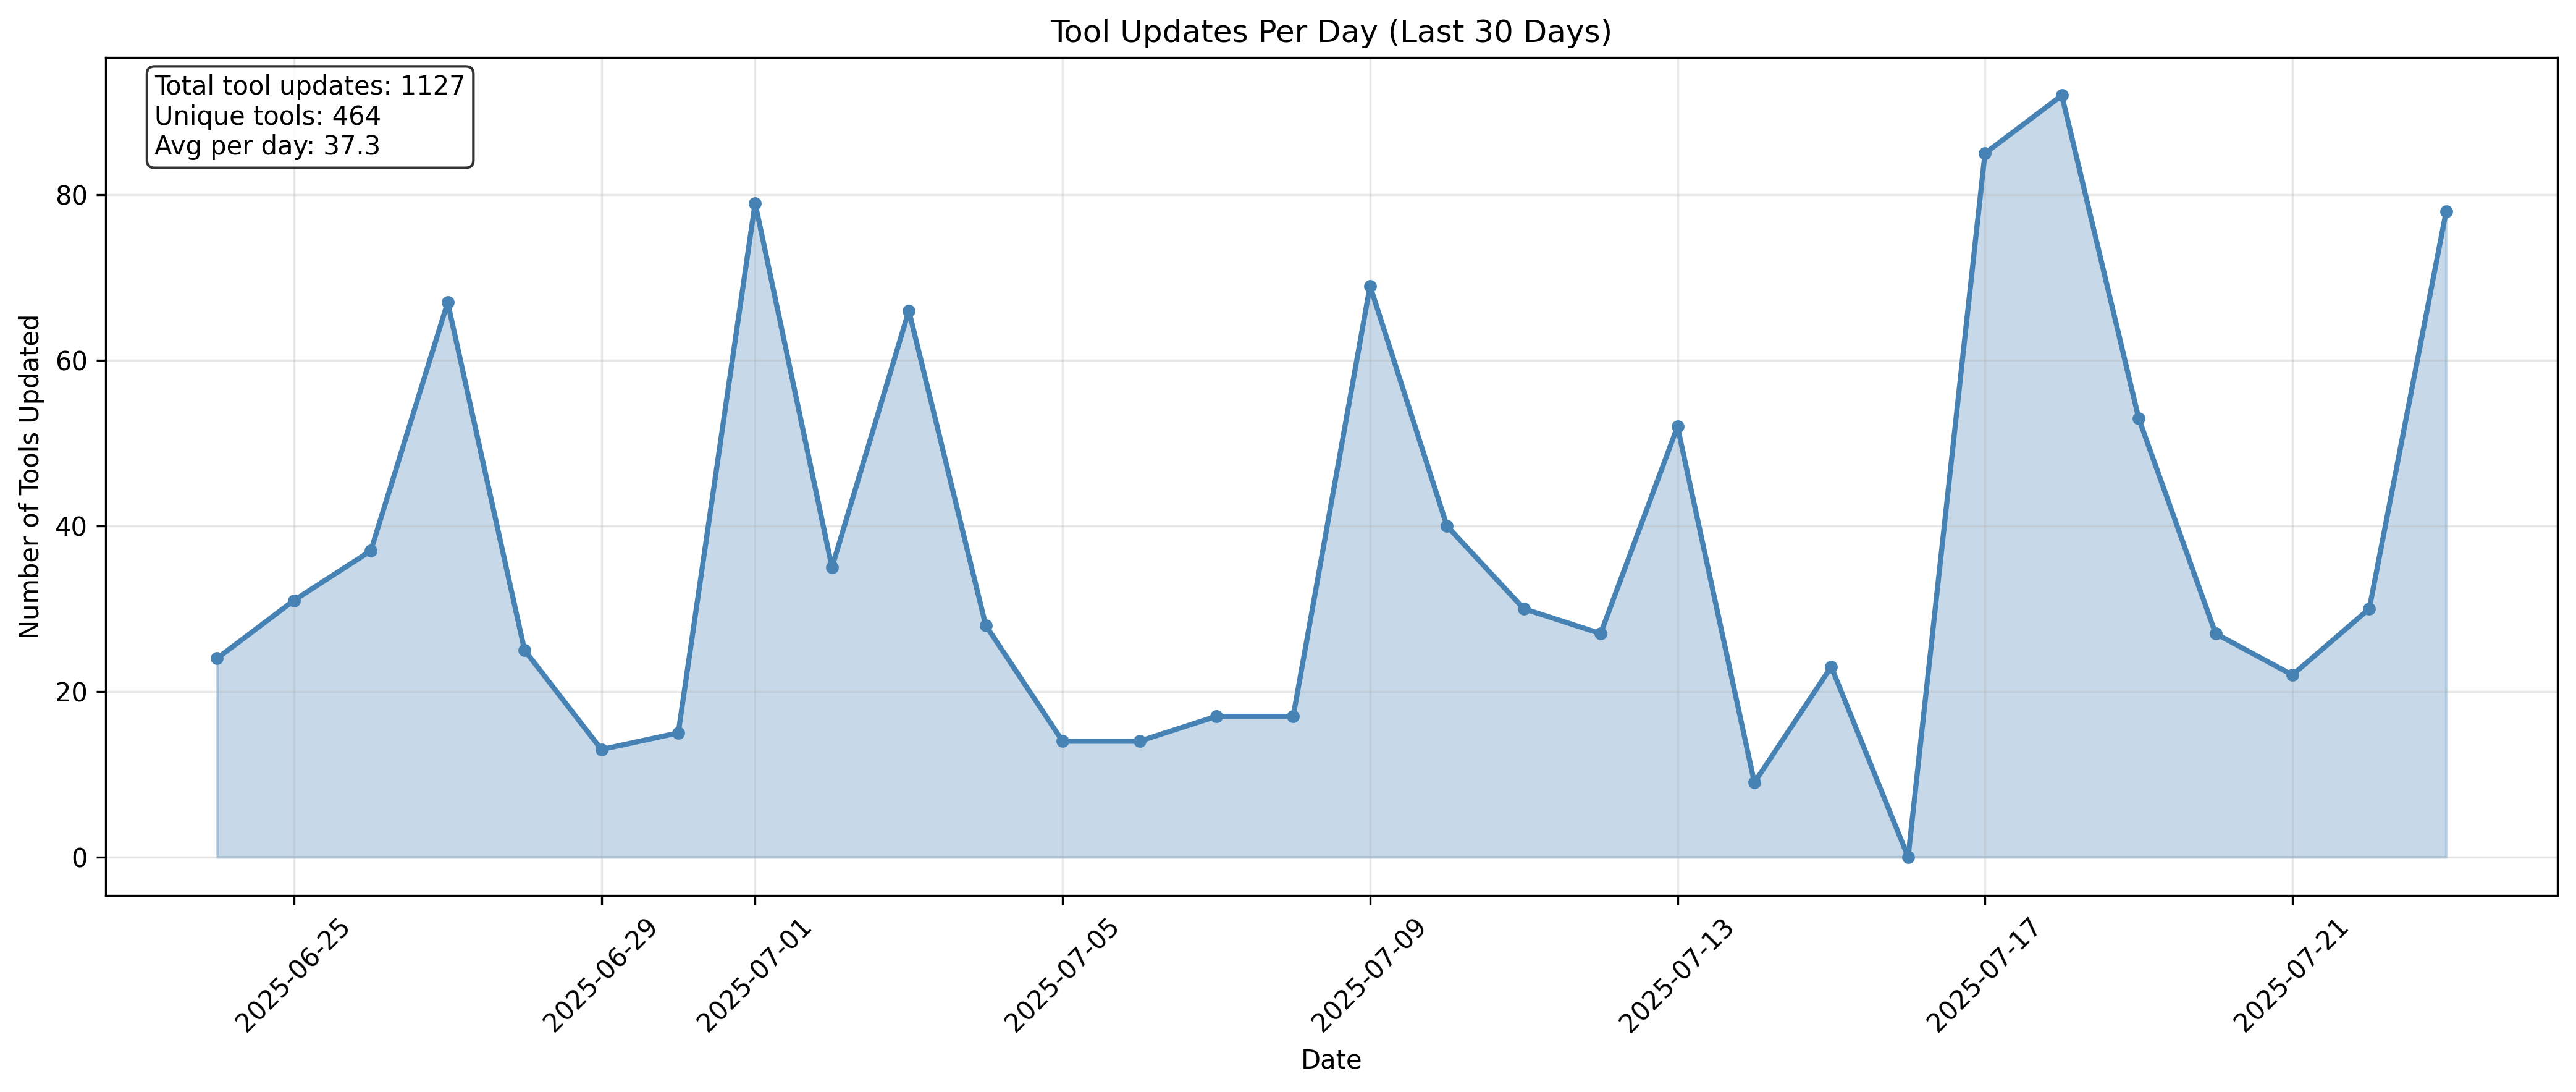 Tool Updates Per Day (Last 30 Days)
Total tool updates: 1127
Unique tools: 464
Avg per day: 37.3
Number of Tools Updated
80
60
40
20
0
2025-06-25
2025-06-29
2025-07-01
2025-07-05
2025-07-09
2025-07-13
2025-07-17
2025-07-21
Date